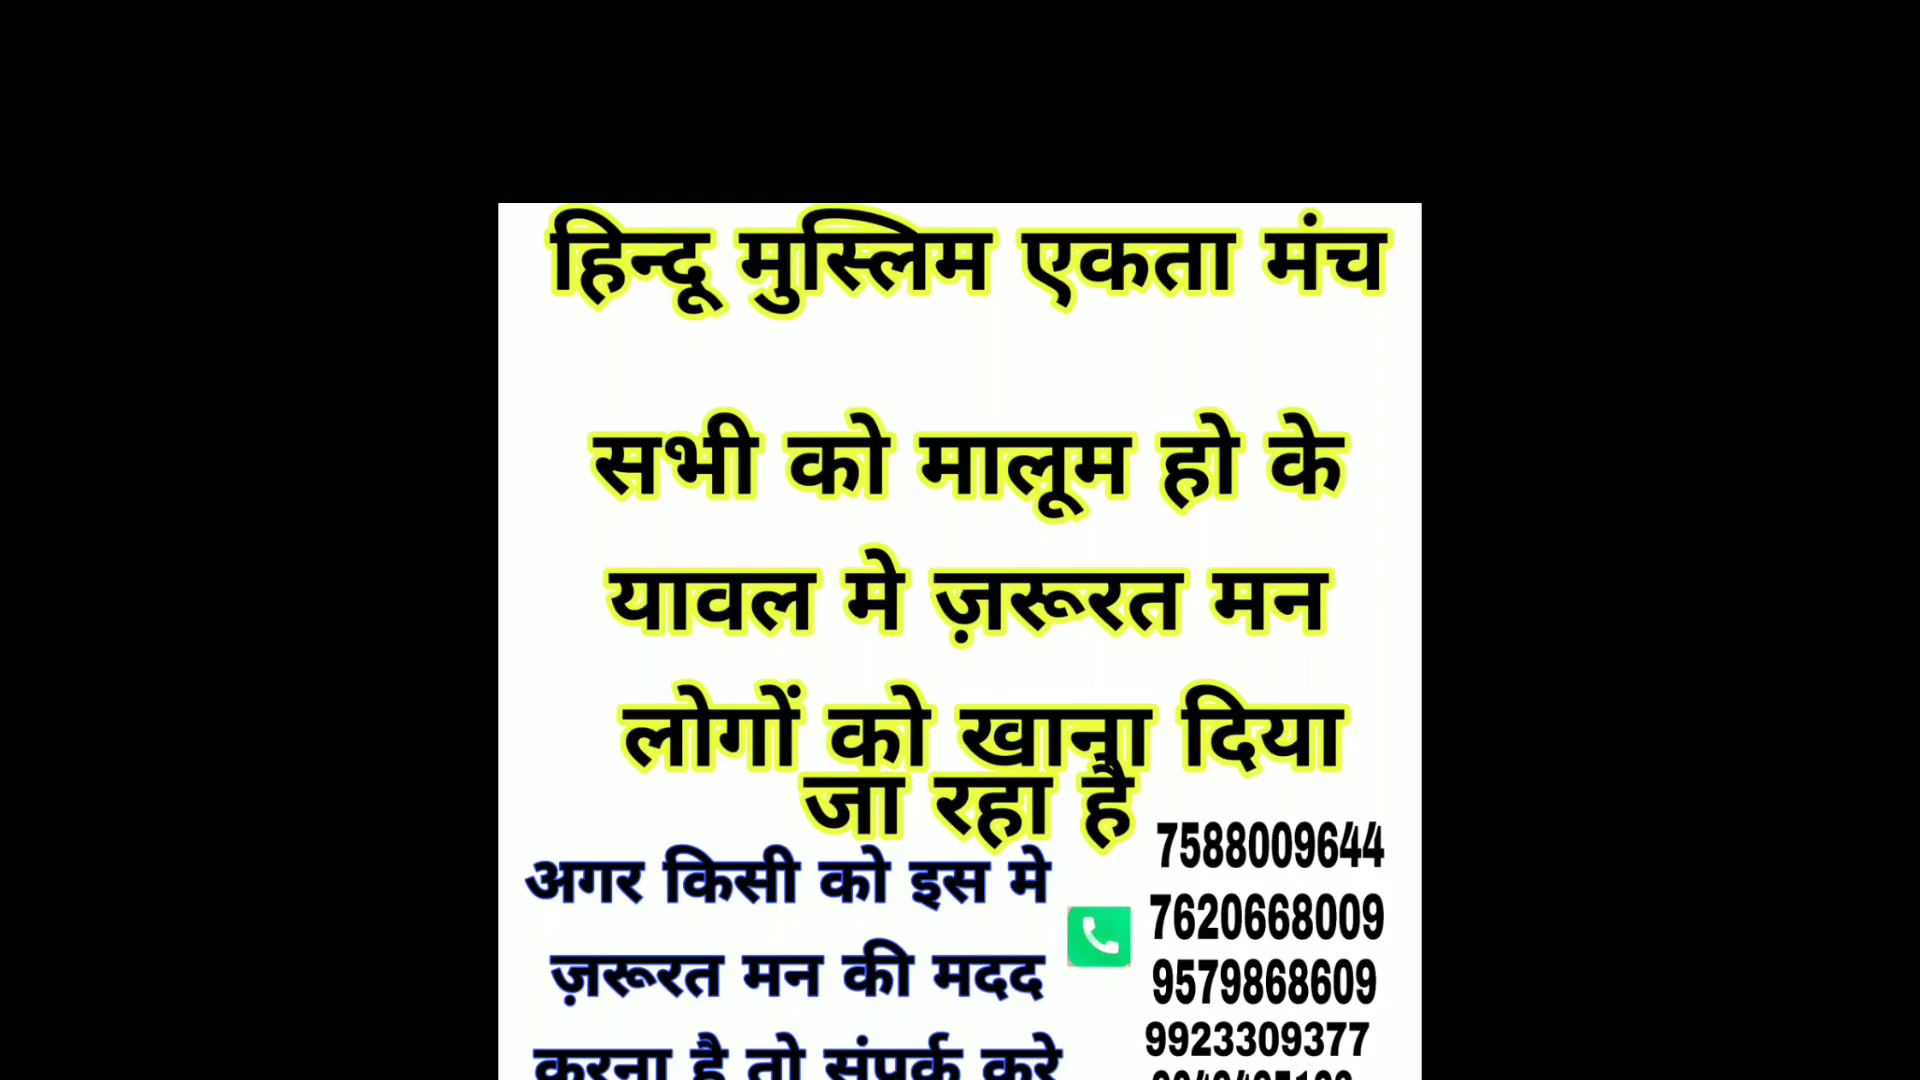 हिन्दू मुस्लिम एकता मंच
सभी को मालूम हो के
यावल मे ज़रूरत मन
लोगों को खाना दिया
जा रहा है
अगर किसी को इस मे
ज़रूरत मन की मदद
करना है तो संपर्क करे
7588009644
7620668009
9579868609
9923309377